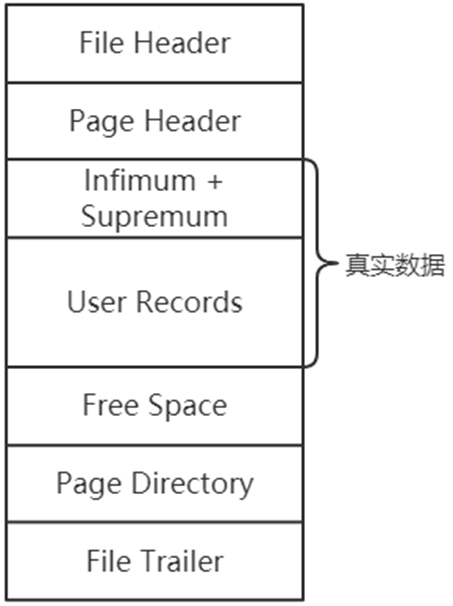 File Header
Page Header
Infimum +
Supremum
真实数据
User Records
Free Space
Page Directory
File Trailer